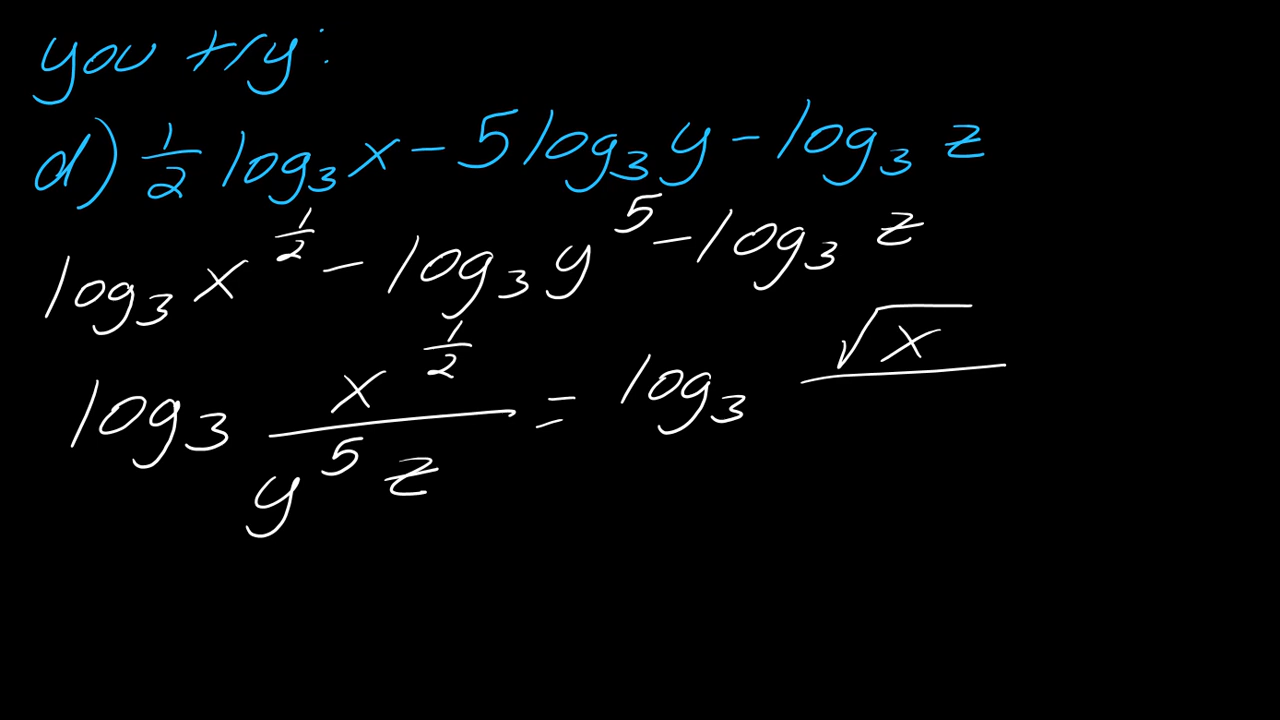 you try:
d) 1/2 log₃ x - 5 log₃ y - log₃ z
log₃ x^(1/2) - log₃ y^5 - log₃ z
log₃ x^(1/2) / y^5 z = log₃ √x /